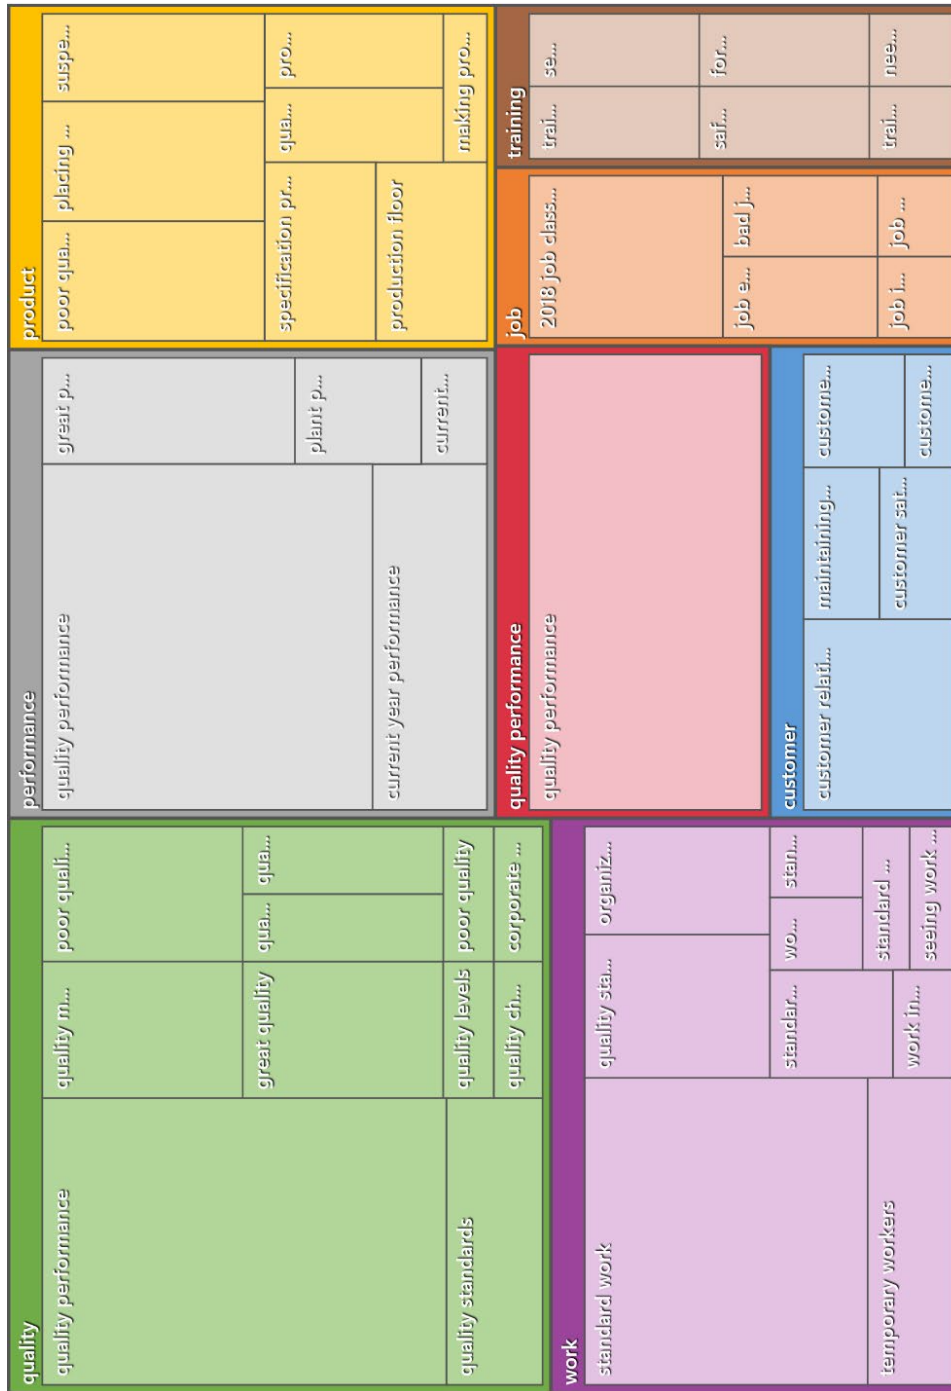 quality
quality performance
quality standards
quality m...
great quality
quality levels
quality ch...
poor quali...
qua...
qua...
poor quality
corporate ...
work
standard work
temporary workers
quality sta...
organiz...
standar...
work in...
wo...
stan...
standard ...
seeing work ...
performance
quality performance
current year performance
great p...
plant p...
current...
quality performance
quality performance
customer
customer relati...
maintaining...
customer sat...
custome...
custome...
product
poor qua...
placing ...
suspe...
specification pr...
production floor
qua...
pro...
making pro...
job
2018 job class...
job e...
bad j...
job i...
job ...
training
trai...
se...
saf...
for...
trai...
nee...